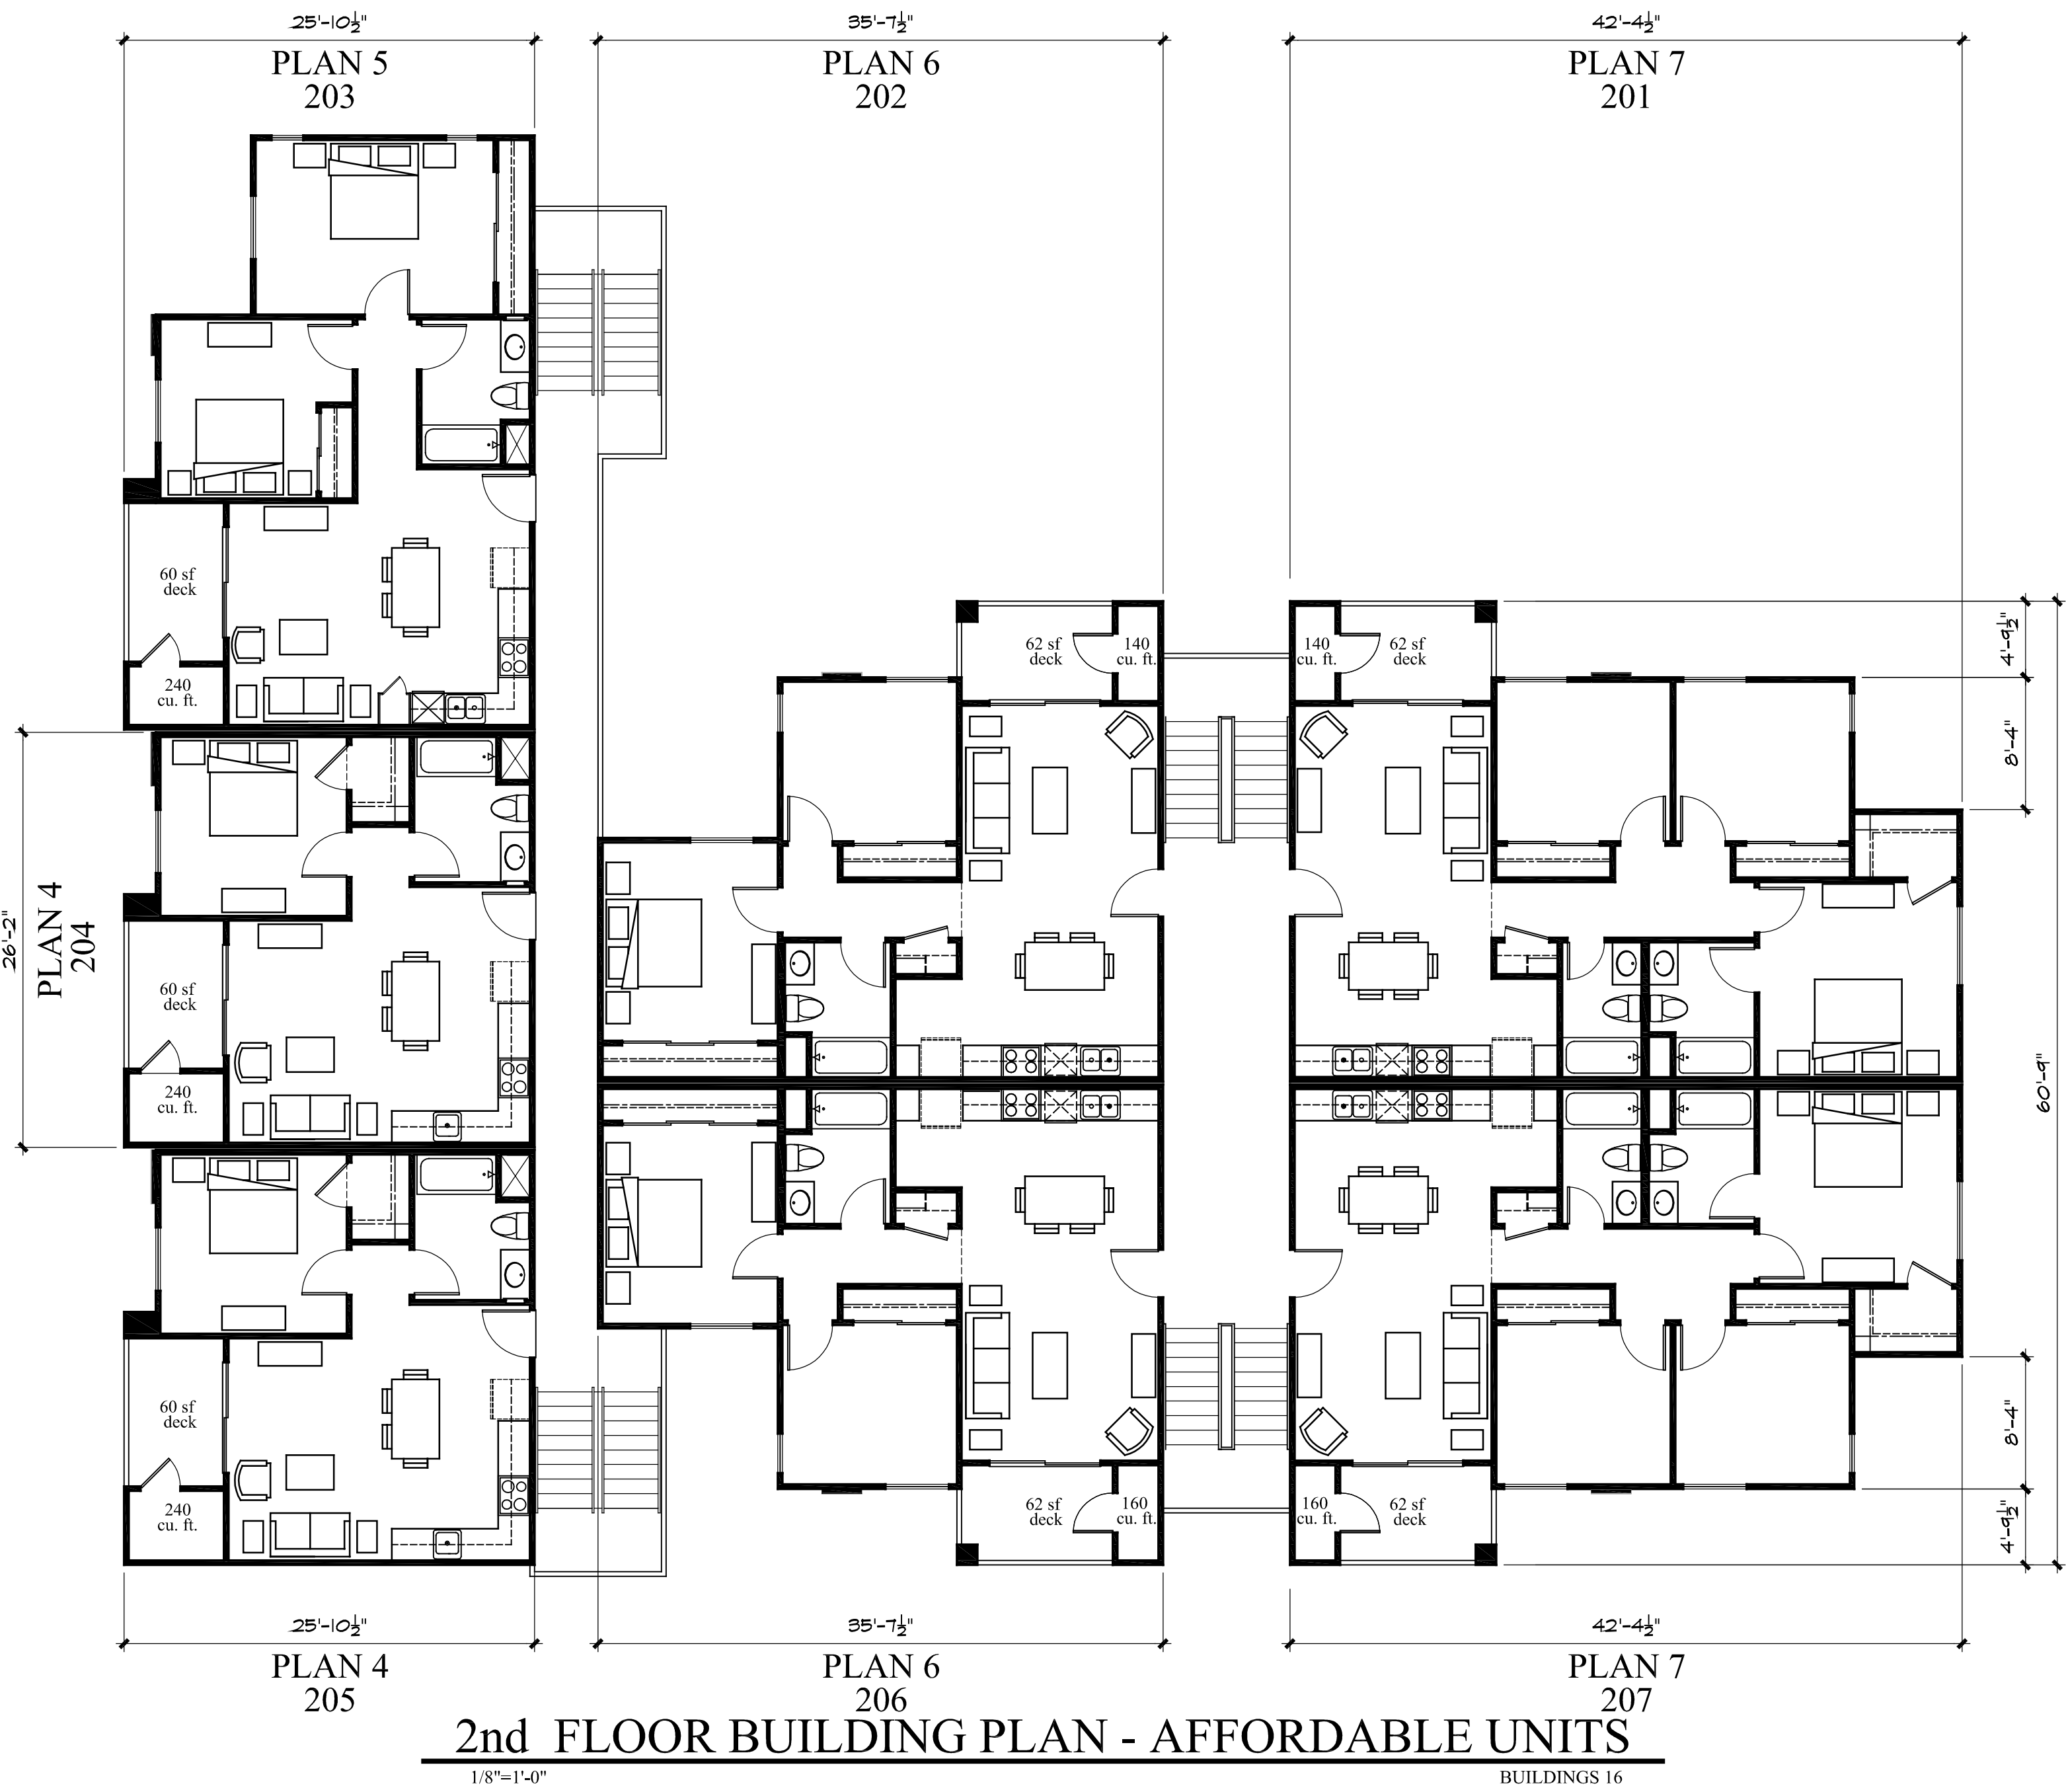 25'-10½"
35'-7½"
42'-4½"
PLAN 5
203
PLAN 6
202
PLAN 7
201
60 sf
deck
240
cu. ft.
62 sf
deck
140
cu. ft.
140
cu. ft.
62 sf
deck
4'-9½"
8'-4"
26'-2"
PLAN 4
204
60 sf
deck
240
cu. ft.
60'-9"
60 sf
deck
240
cu. ft.
62 sf
deck
160
cu. ft.
160
cu. ft.
62 sf
deck
8'-4"
4'-9½"
25'-10½"
35'-7½"
42'-4½"
PLAN 4
205
PLAN 6
206
PLAN 7
207
2nd FLOOR BUILDING PLAN - AFFORDABLE UNITS
1/8"=1'-0"
BUILDINGS 16